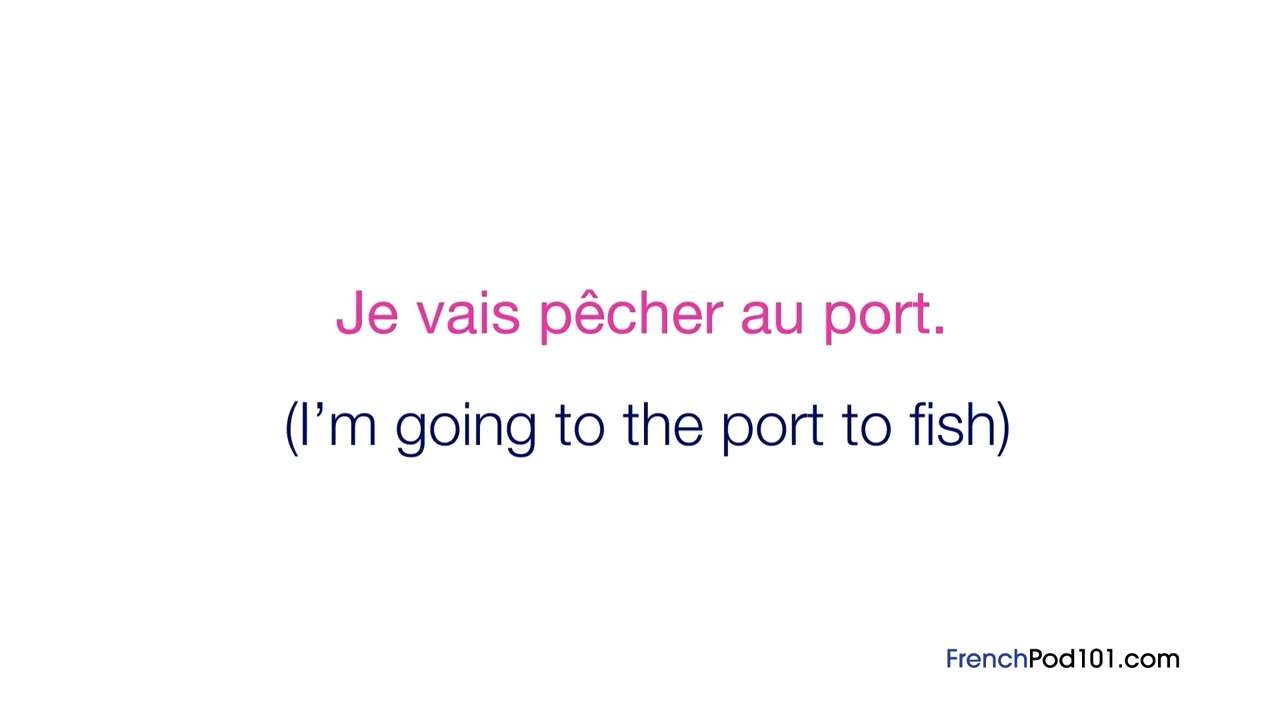 Je vais pêcher au port.
(I’m going to the port to fish)
FrenchPod101.com